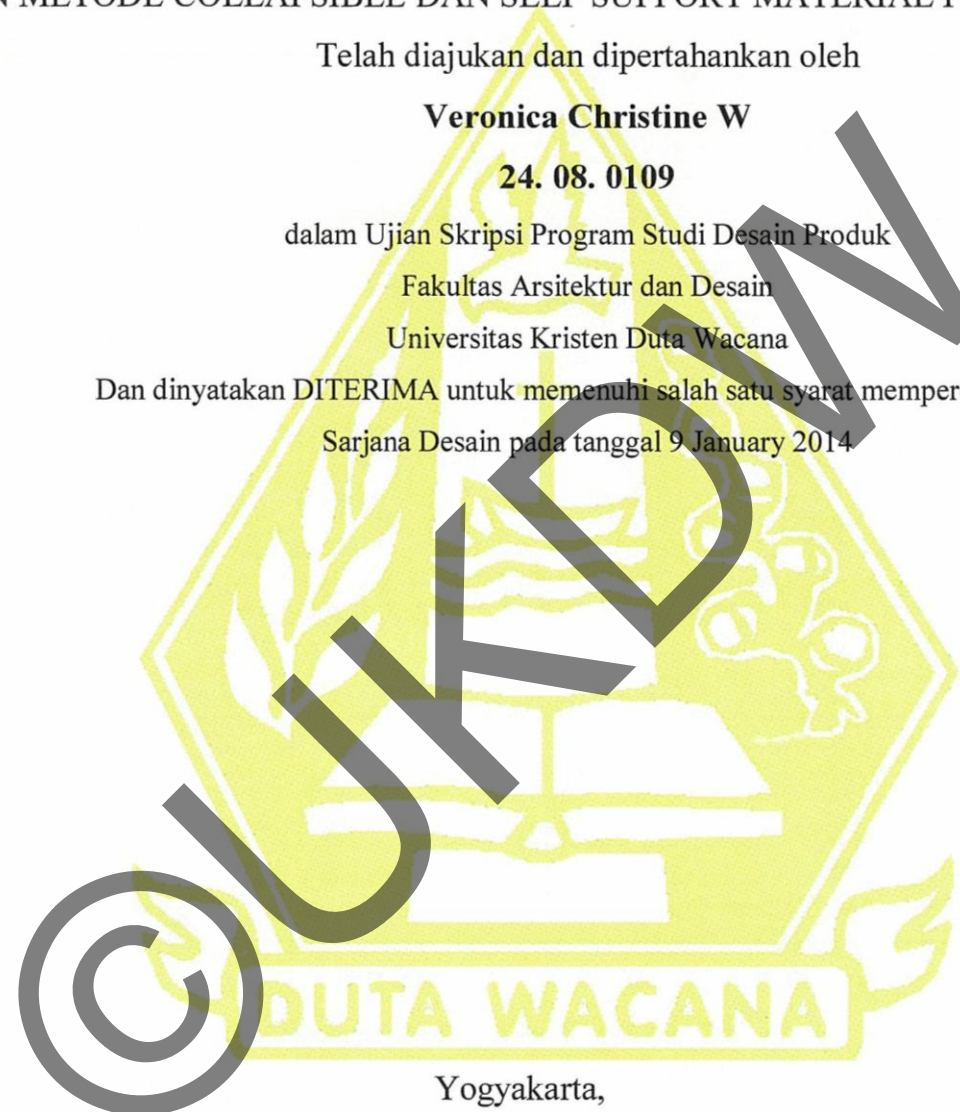 METODE COLLAPSIBLE DAN SELF SUPPORT MATERIAL
Telah diajukan dan dipertahankan oleh
Veronica Christine W
24. 08. 0109
dalam Ujian Skripsi Program Studi Desain Produk
Fakultas Arsitektur dan Desain
Universitas Kristen Duta Wacana
Dan dinyatakan DITERIMA untuk memenuhi salah satu syarat memper
Sarjana Desain pada tanggal 9 January 2014
©UKDW
DUTA WACANA
Yogyakarta,